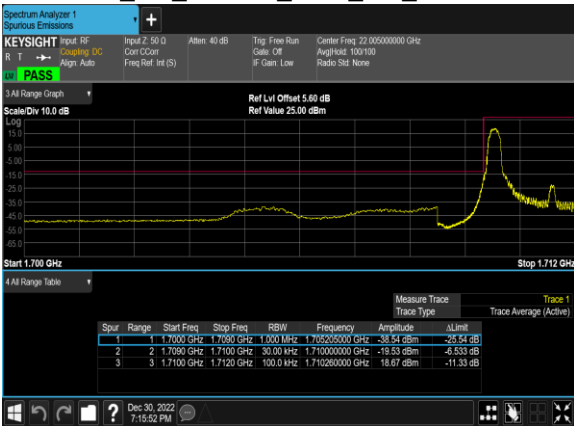 Spectrum Analyzer 1
Spurious Emissions
KEYSIGHT Input: RF Input Z: 50 Ω Atten: 40 dB Trig: Free Run Center Freq: 22.005000000 GHz
R T Coupling: DC Corr CCorr Gate: Off Avg|Hold: 100/100
Align: Auto Freq Ref: Int (S) IF Gain: Low Radio Std: None
PASS
3 All Range Graph
Ref Lvl Offset 5.60 dB
Scale/Div 10.0 dB Ref Value 25.00 dBm
Log
15.0
5.00
-5.00
-15.0
-25.0
-35.0
-45.0
-55.0
-65.0
Start 1.700 GHz Stop 1.712 GHz
4 All Range Table
Measure Trace Trace 1
Trace Type Trace Average (Active)
Spur Range Start Freq Stop Freq RBW Frequency Amplitude ΔLimit
1 1 1.7000 GHz 1.7090 GHz 1.000 MHz 1.705205000 GHz -38.54 dBm -25.54 dB
2 2 1.7090 GHz 1.7100 GHz 30.00 kHz 1.710000000 GHz -19.53 dBm -6.533 dB
3 3 1.7100 GHz 1.7120 GHz 100.0 kHz 1.710260000 GHz 18.67 dBm -11.33 dB
Dec 30, 2022
7:15:52 PM